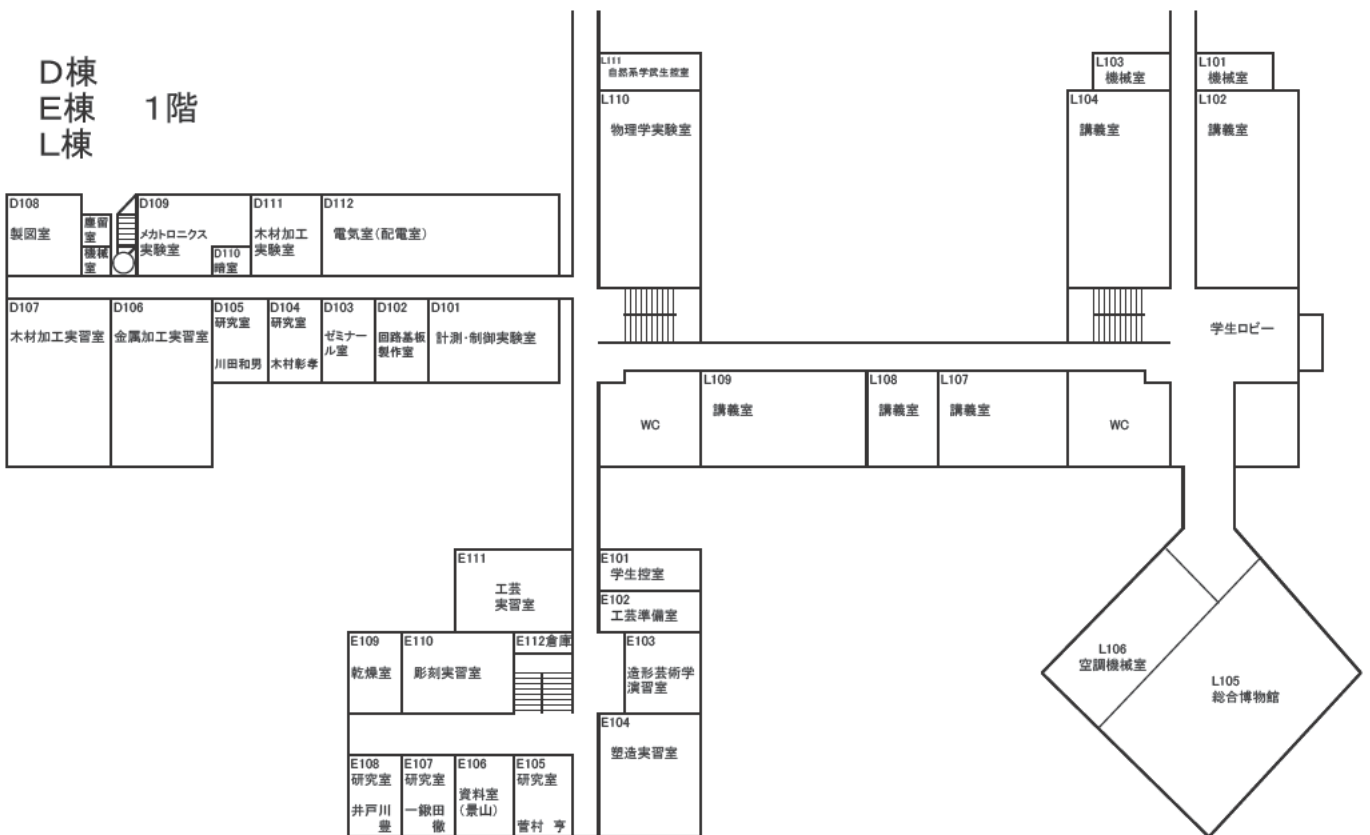 D棟
E棟 1階
L棟
L111
自然系学域生控室
L110
物理学実験室
L103
機械室
L101
機械室
L104
講義室
L102
講義室
D108
製図室
塵留
室
機械
室
D109
メカトロニクス
実験室
D110
暗室
D111
木材加工
実験室
D112
電気室(配電室)
D107
木材加工実習室
D106
金属加工実習室
D105
研究室
川田和男
D104
研究室
木村彰孝
D103
ゼミナー
ル室
D102
回路基板
製作室
D101
計測・制御実験室
学生ロビー
WC
L109
講義室
L108
講義室
L107
講義室
WC
E111
工芸
実習室
E101
学生控室
E102
工芸準備室
E109
乾燥室
E110
彫刻実習室
E112倉庫
E103
造形芸術学
演習室
E104
塑造実習室
L106
空調機械室
L105
総合博物館
E108
研究室
井戸川
豊
E107
研究室
一鍬田
徹
E106
資料室
(景山)
E105
研究室
菅村 亨